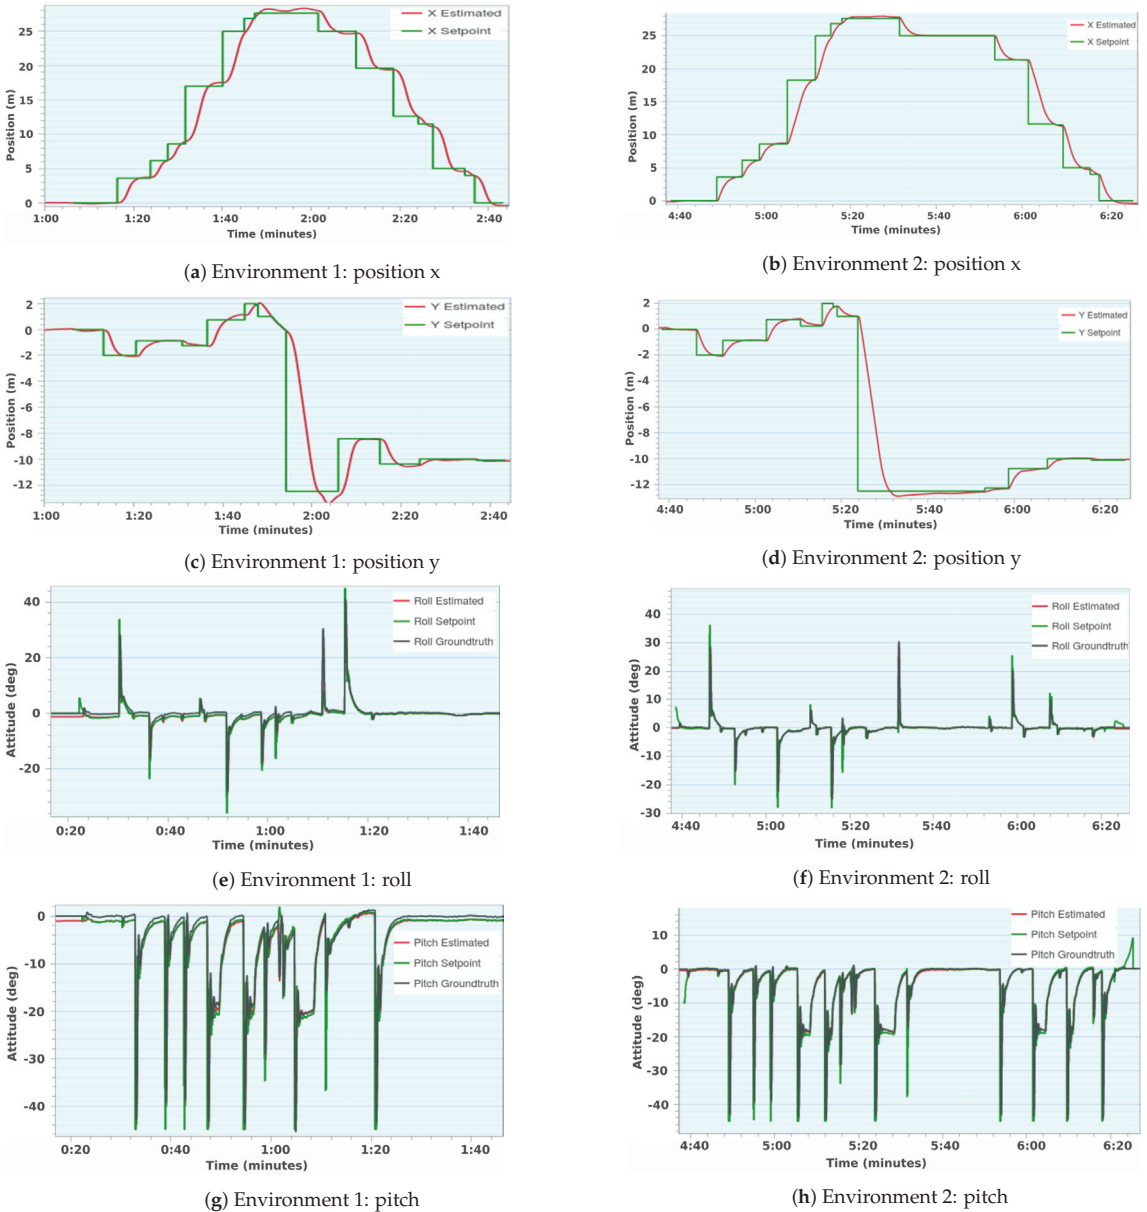 X Estimated
X Setpoint
Position (m)
25
20
15
10
5
0
1:00 1:20 1:40 2:00 2:20 2:40
Time (minutes)
(a) Environment 1: position x
X Estimated
X Setpoint
Position (m)
25
20
15
10
5
0
4:40 5:00 5:20 5:40 6:00 6:20
Time (minutes)
(b) Environment 2: position x
Y Estimated
Y Setpoint
Position (m)
2
0
-2
-4
-6
-8
-10
-12
1:00 1:20 1:40 2:00 2:20 2:40
Time (minutes)
(c) Environment 1: position y
Y Estimated
Y Setpoint
Position (m)
2
0
-2
-4
-6
-8
-10
-12
4:40 5:00 5:20 5:40 6:00 6:20
Time (minutes)
(d) Environment 2: position y
Roll Estimated
Roll Setpoint
Roll Groundtruth
Attitude (deg)
40
20
0
-20
0:20 0:40 1:00 1:20 1:40
Time (minutes)
(e) Environment 1: roll
Roll Estimated
Roll Setpoint
Roll Groundtruth
Attitude (deg)
40
30
20
10
0
-10
-20
-30
4:40 5:00 5:20 5:40 6:00 6:20
Time (minutes)
(f) Environment 2: roll
Pitch Estimated
Pitch Setpoint
Pitch Groundtruth
Attitude (deg)
0
-10
-20
-30
-40
0:20 0:40 1:00 1:20 1:40
Time (minutes)
(g) Environment 1: pitch
Pitch Estimated
Pitch Setpoint
Pitch Groundtruth
Attitude (deg)
10
0
-10
-20
-30
-40
4:40 5:00 5:20 5:40 6:00 6:20
Time (minutes)
(h) Environment 2: pitch